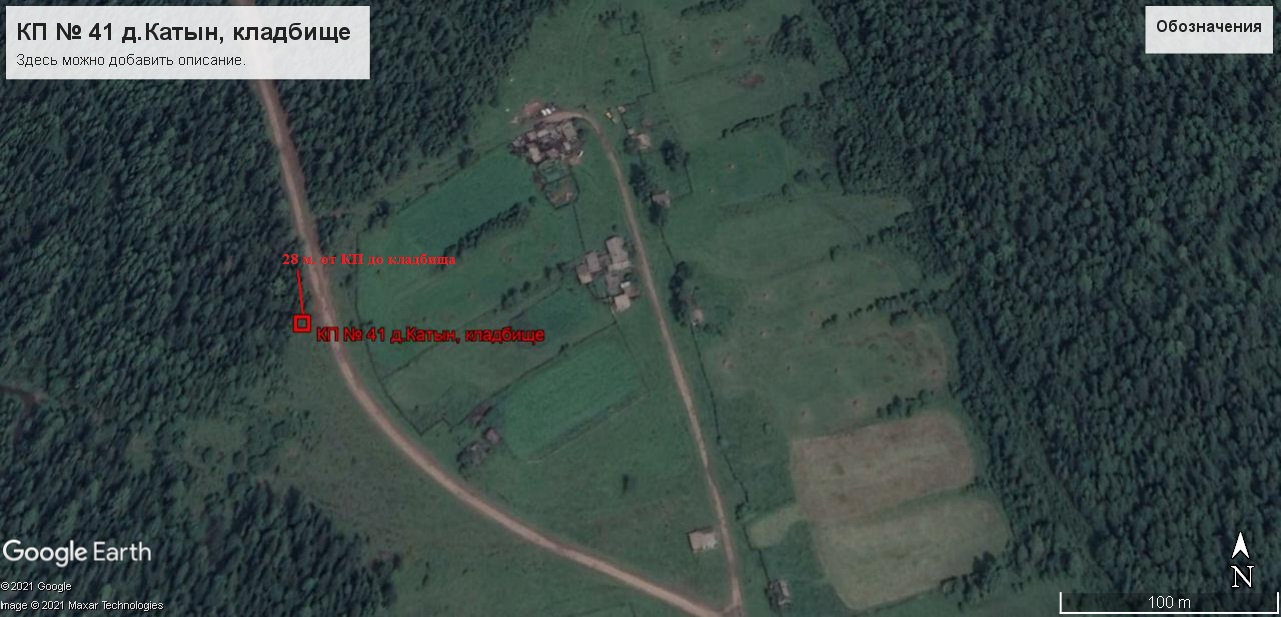 КП № 41 д.Катын, кладбище
Здесь можно добавить описание.
Обозначения
28 м. от КП до кладбища
КП № 41 д.Катын, кладбище
Google Earth
©2021 Google
Image © 2021 Maxar Technologies
N
100 m